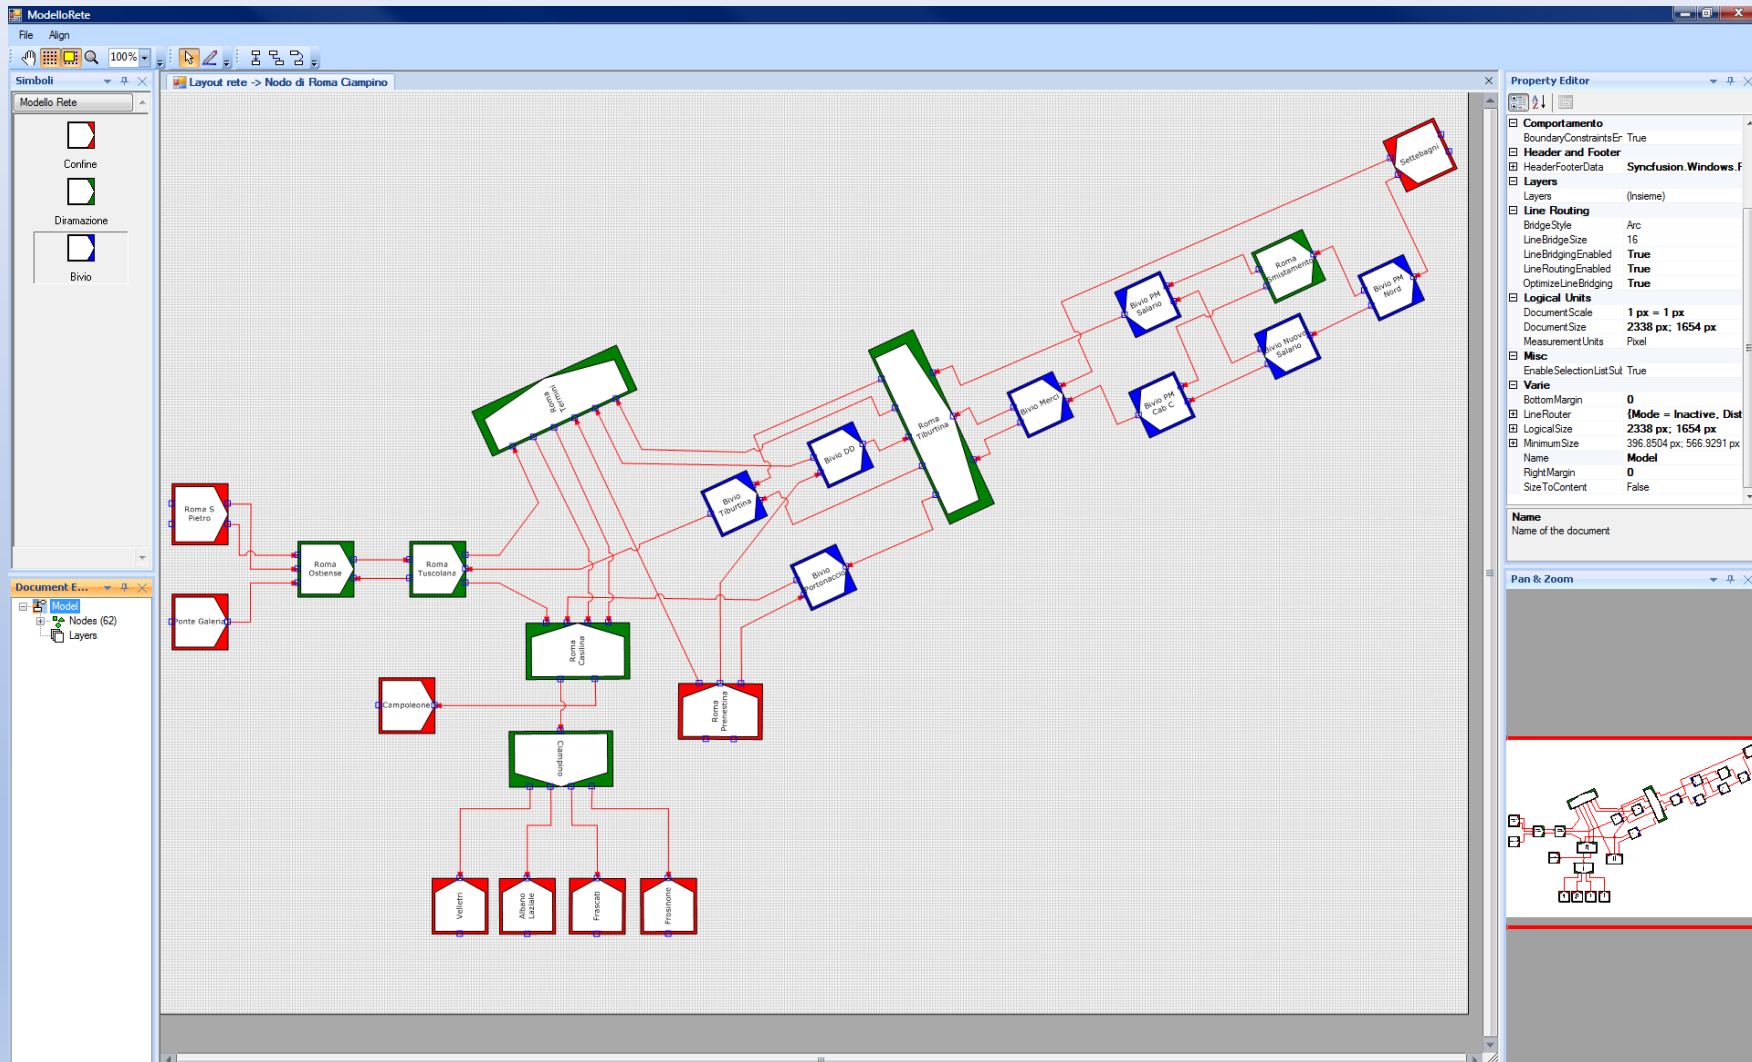 ModelloRete
File Align
100%
Simboli
Modello Rete
Confine
Diramazione
Bivio
Document E...
Model
Nodes (62)
Layers
Layout rete -> Nodo di Roma Ciampino
Settebagni
Roma
Smistamento
Bivio PM
Nord
Bivio PM
Salario
Bivio Nuovo
Salario
Bivio PM
Cab C
Bivio Merci
Roma
Tiburtina
Roma
Termini
Bivio DD
Bivio
Tiburtina
Bivio
Portonaccio
Roma S
Pietro
Roma
Ostiense
Roma
Tuscolana
Ponte Galeria
Roma
Casilina
Campoleone
Roma
Prenestina
Ciampino
Velletri
Albano
Laziale
Frascati
Frosinone
Property Editor
Comportamento
BoundaryConstraintsEr True
Header and Footer
HeaderFooterData Syncfusion.Windows.F
Layers
Layers (Insieme)
Line Routing
BridgeStyle Arc
LineBridgeSize 16
LineBridgingEnabled True
LineRoutingEnabled True
OptimizeLineBridging True
Logical Units
DocumentScale 1 px = 1 px
DocumentSize 2338 px; 1654 px
MeasurementUnits Pixel
Misc
EnableSelectionListSul True
Varie
BottomMargin 0
LineRouter {Mode = Inactive, Dist
LogicalSize 2338 px; 1654 px
MinimumSize 396.8504 px; 566.9291 px
Name Model
RightMargin 0
SizeToContent False
Name
Name of the document
Pan & Zoom